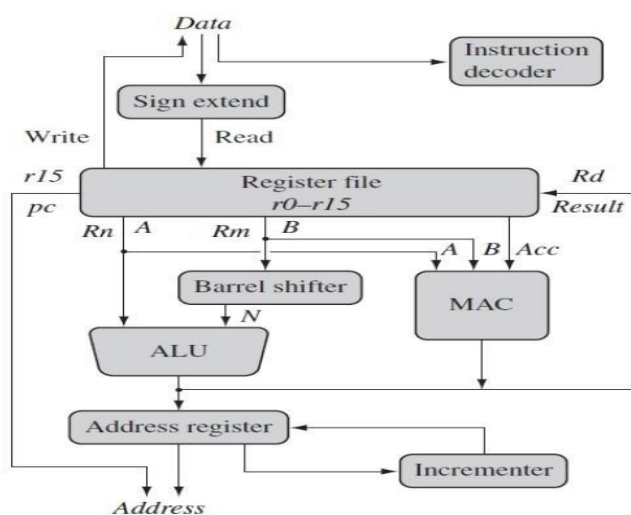 Data
Instruction
decoder
Sign extend
Write
Read
r15
Rd
Register file
r0–r15
pc
Result
Rn
A
Rm
B
A
B
Acc
Barrel shifter
MAC
N
ALU
Address register
Incrementer
Address